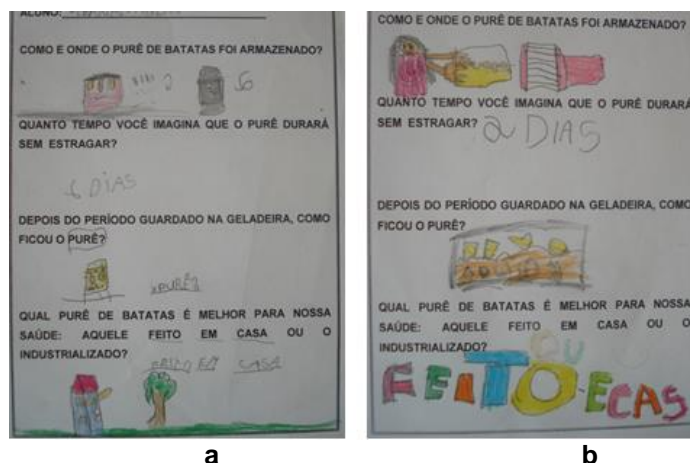 ALUNO:
COMO E ONDE O PURÊ DE BATATAS FOI ARMAZENADO?
QUANTO TEMPO VOCÊ IMAGINA QUE O PURÊ DURARÁ
SEM ESTRAGAR?
6 DIAS
DEPOIS DO PERÍODO GUARDADO NA GELADEIRA, COMO
FICOU O PURÊ?
QUAL PURÊ DE BATATAS É MELHOR PARA NOSSA
SAÚDE: AQUELE FEITO EM CASA OU O
INDUSTRIALIZADO?
CASA
a
COMO E ONDE O PURÊ DE BATATAS FOI ARMAZENADO?
QUANTO TEMPO VOCÊ IMAGINA QUE O PURÊ DURARÁ
SEM ESTRAGAR?
2 DIAS
DEPOIS DO PERÍODO GUARDADO NA GELADEIRA, COMO
FICOU O PURÊ?
QUAL PURÊ DE BATATAS É MELHOR PARA NOSSA
SAÚDE: AQUELE FEITO EM CASA OU O
INDUSTRIALIZADO?
FEITO ECAS
b